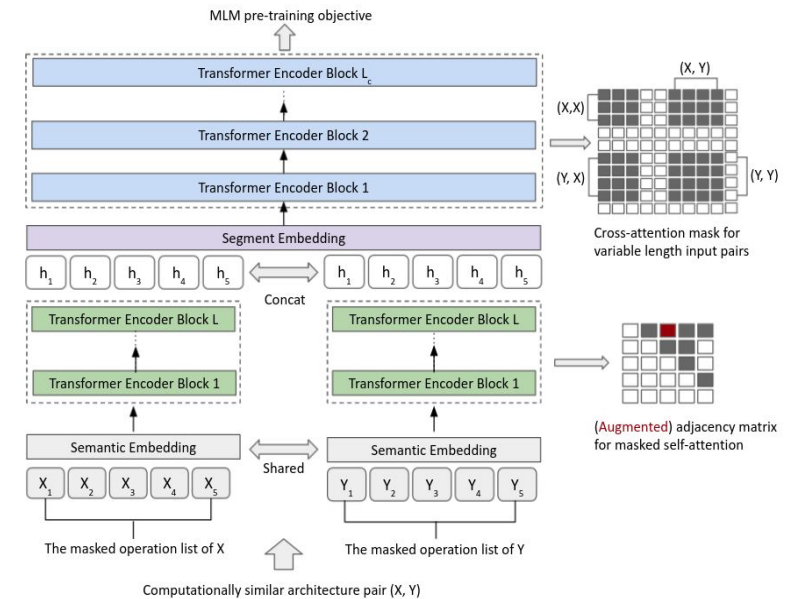 MLM pre-training objective
Transformer Encoder Block Lc
Transformer Encoder Block 2
Transformer Encoder Block 1
(X, Y)
(X,X)
(Y, X)
(Y, Y)
Cross-attention mask for
variable length input pairs
Segment Embedding
h1 h2 h3 h4 h5
h1 h2 h3 h4 h5
Concat
Transformer Encoder Block L
Transformer Encoder Block 1
Transformer Encoder Block L
Transformer Encoder Block 1
(Augmented) adjacency matrix
for masked self-attention
Semantic Embedding
Semantic Embedding
Shared
X1 X2 X3 X4 X5
Y1 Y2 Y3 Y4 Y5
The masked operation list of X
The masked operation list of Y
Computationally similar architecture pair (X, Y)